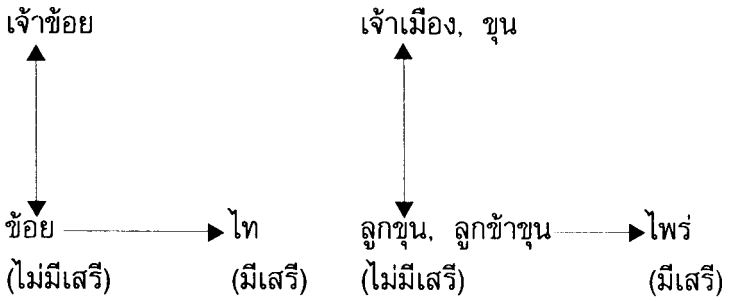 เจ้าข้อย เจ้าเมือง, ขุน
ข้อย ไท ลูกขุน, ลูกข้าขุน ไพร่
(ไม่มีเสรี) (มีเสรี) (ไม่มีเสรี) (มีเสรี)